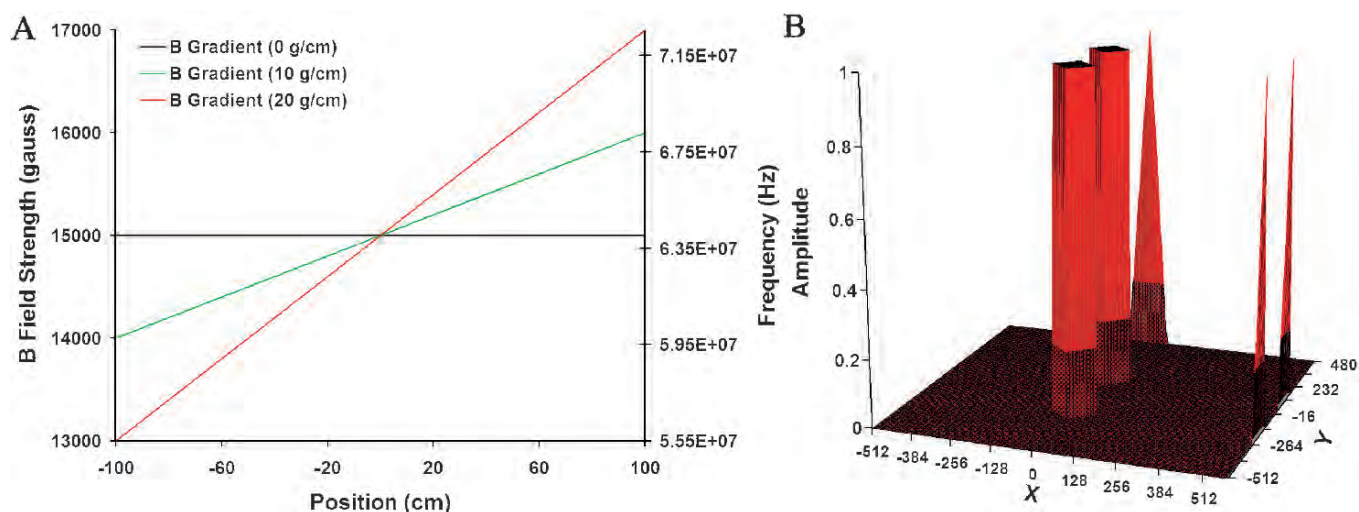 A
B Gradient (0 g/cm)
B Gradient (10 g/cm)
B Gradient (20 g/cm)
17000
16000
15000
14000
13000
B Field Strength (gauss)
-100
-60
-20
20
60
100
Position (cm)
7.15E+07
6.75E+07
6.35E+07
5.95E+07
5.55E+07
Frequency (Hz)
B
1
0.8
0.6
0.4
0.2
0
Amplitude
-512
-384
-256
-128
0
128
256
384
512
X
480
232
-16
-264
-512
Y